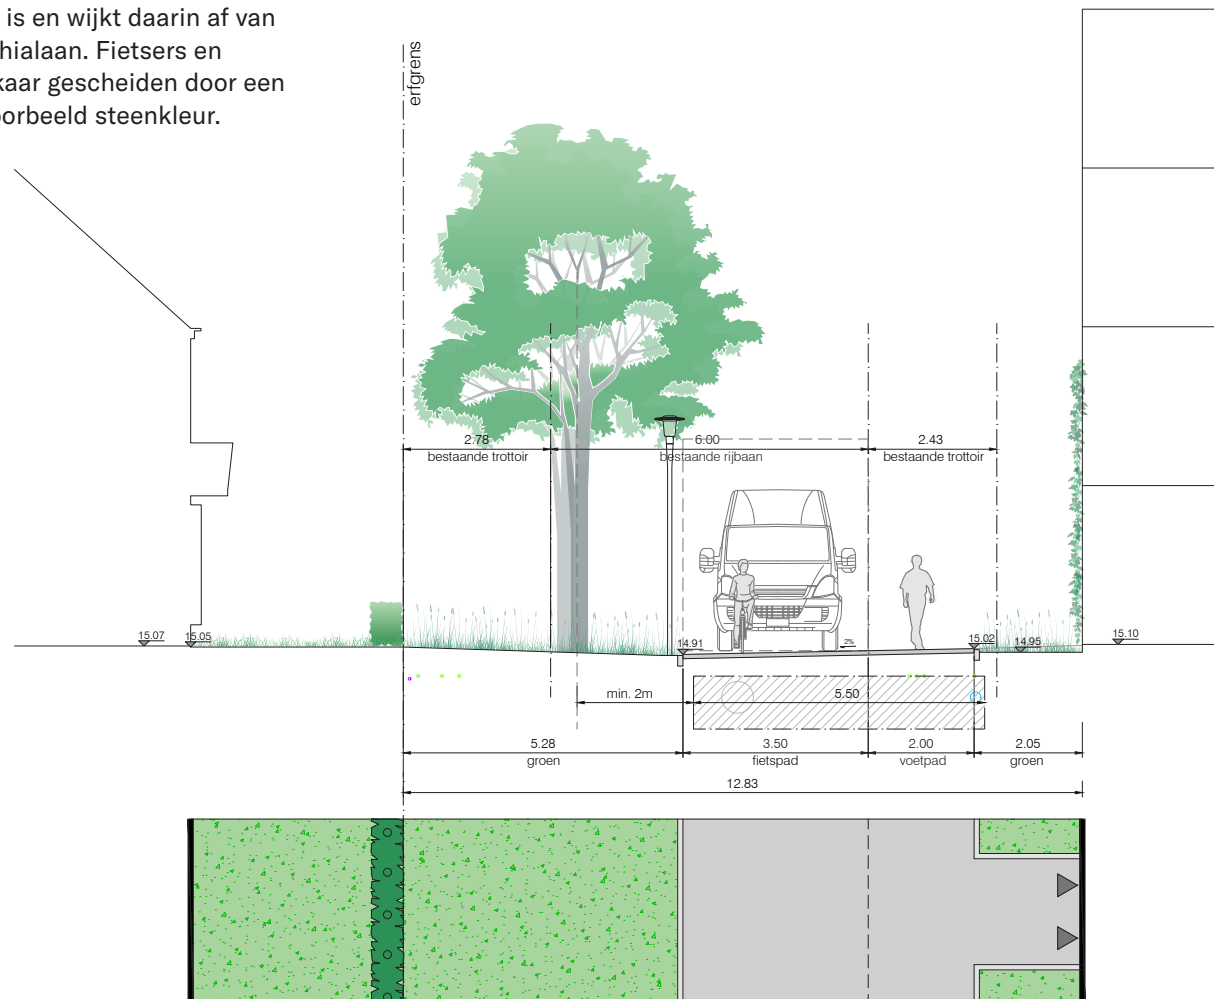 is en wijkt daarin af van
hialaan. Fietsers en
kaar gescheiden door een
orbeeld steenkleur.
erfgrens
2.78
bestaande trottoir
6.00
bestaande rijbaan
2.43
bestaande trottoir
15.07
15.05
14.91
2%
15.02
14.95
15.10
min. 2m
5.50
5.28
groen
3.50
fietspad
2.00
voetpad
2.05
groen
12.83